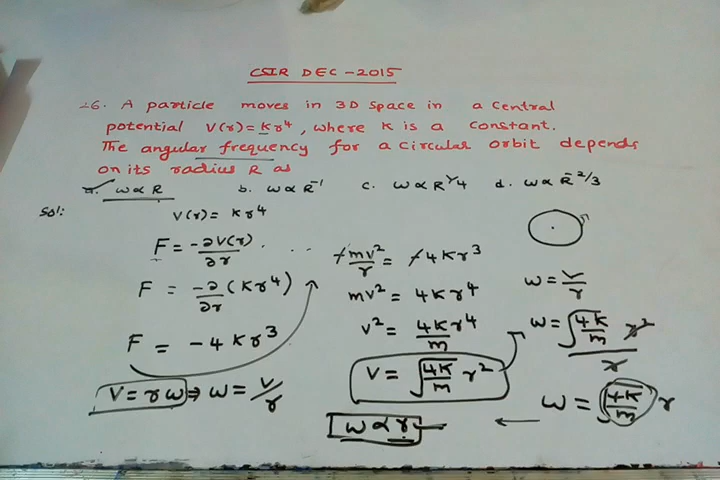 CSIR DEC -2015
26. A particle moves in 3D space in a central
potential V(r)= kr⁴, where k is a constant.
The angular frequency for a circular orbit depends
on its radius R as
a. ω∝R b. ω∝R⁻¹ c. ω∝R^1/4 d. ω∝R^-2/3
Sol:
V(r)= kr⁴
F = -∂V(r)/∂r . . .
F = -∂/∂r (kr⁴)
F = -4kr³
V=rω ⇒ ω = v/r
-mv²/r = -4kr³
mv² = 4kr⁴
v² = 4k/m r⁴
V = √(4k/m) r²
ω ∝ r
ω = v/r
ω = √(4k/m) r² / r
ω = √(4k/m) r